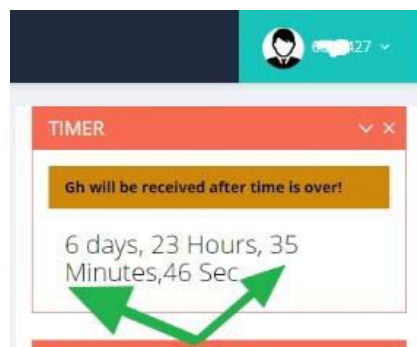 TIMER
Gh will be received after time is over!
6 days, 23 Hours, 35
Minutes,46 Sec